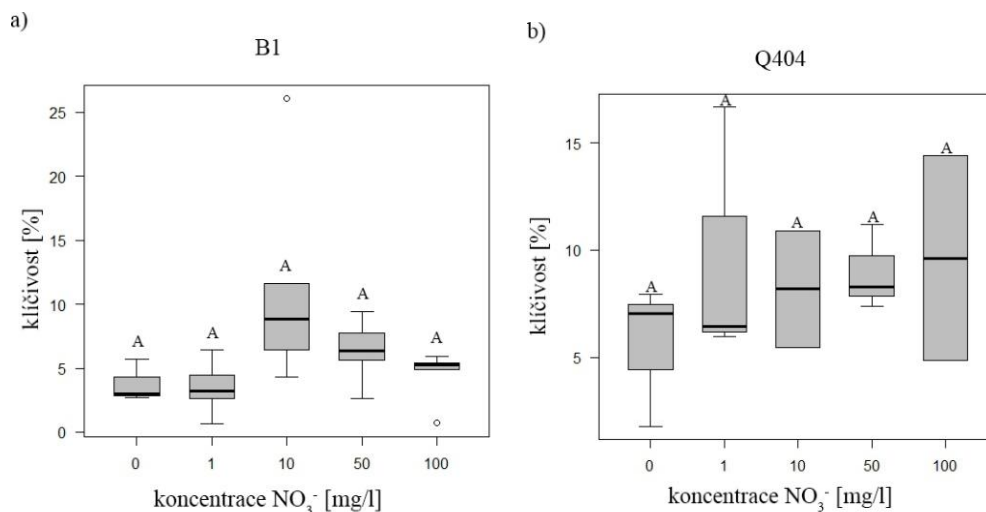 a)
B1
klíčivost [%]
25
20
15
10
5
0
A
A
A
A
A
0 1 10 50 100
koncentrace NO₃⁻ [mg/l]
b)
Q404
klíčivost [%]
15
10
5
A
A
A
A
A
0 1 10 50 100
koncentrace NO₃⁻ [mg/l]